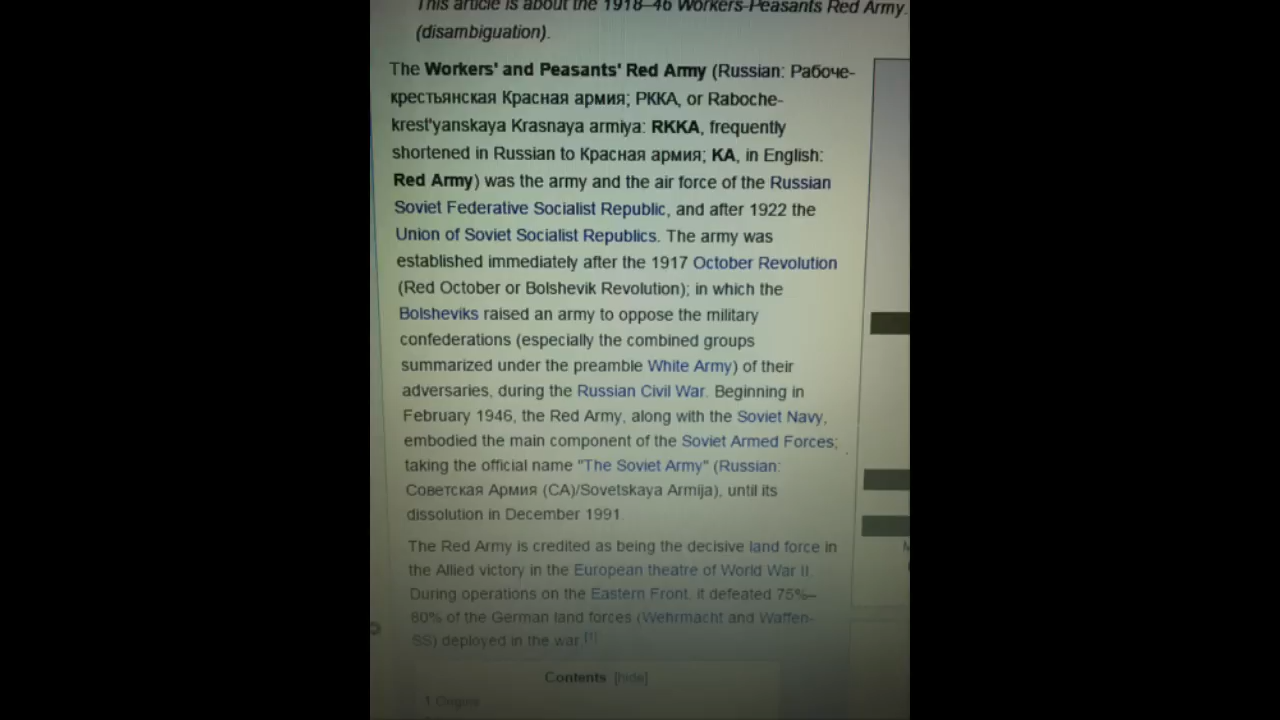 This article is about the 1918–46 Workers-Peasants Red Army.
(disambiguation).
The Workers' and Peasants' Red Army (Russian: Рабоче-
крестьянская Красная армия; РККА, or Raboche-
krest'yanskaya Krasnaya armiya: RKKA, frequently
shortened in Russian to Красная армия; КА, in English:
Red Army) was the army and the air force of the Russian
Soviet Federative Socialist Republic, and after 1922 the
Union of Soviet Socialist Republics. The army was
established immediately after the 1917 October Revolution
(Red October or Bolshevik Revolution); in which the
Bolsheviks raised an army to oppose the military
confederations (especially the combined groups
summarized under the preamble White Army) of their
adversaries, during the Russian Civil War. Beginning in
February 1946, the Red Army, along with the Soviet Navy,
embodied the main component of the Soviet Armed Forces;
taking the official name "The Soviet Army" (Russian:
Советская Армия (СА)/Sovetskaya Armija), until its
dissolution in December 1991.
The Red Army is credited as being the decisive land force in
the Allied victory in the European theatre of World War II.
During operations on the Eastern Front, it defeated 75%–
80% of the German land forces (Wehrmacht and Waffen-
SS) deployed in the war.[1]
Contents [hide]
1 Origins